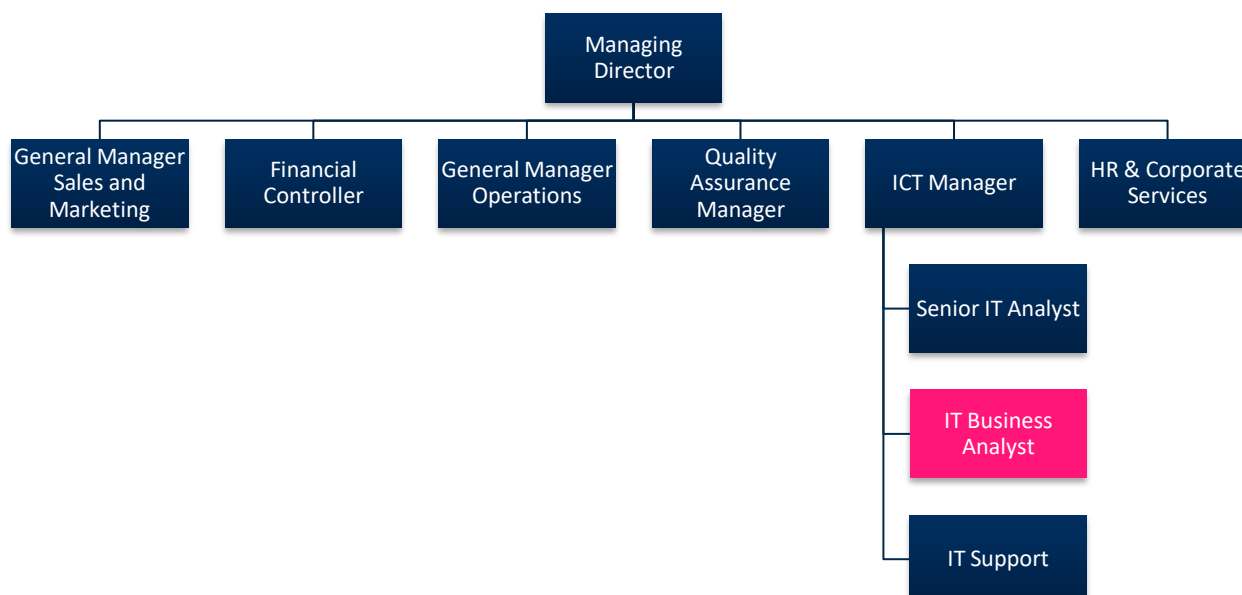 Managing
Director
General Manager
Sales and
Marketing
Financial
Controller
General Manager
Operations
Quality
Assurance
Manager
ICT Manager
HR & Corporate
Services
Senior IT Analyst
IT Business
Analyst
IT Support